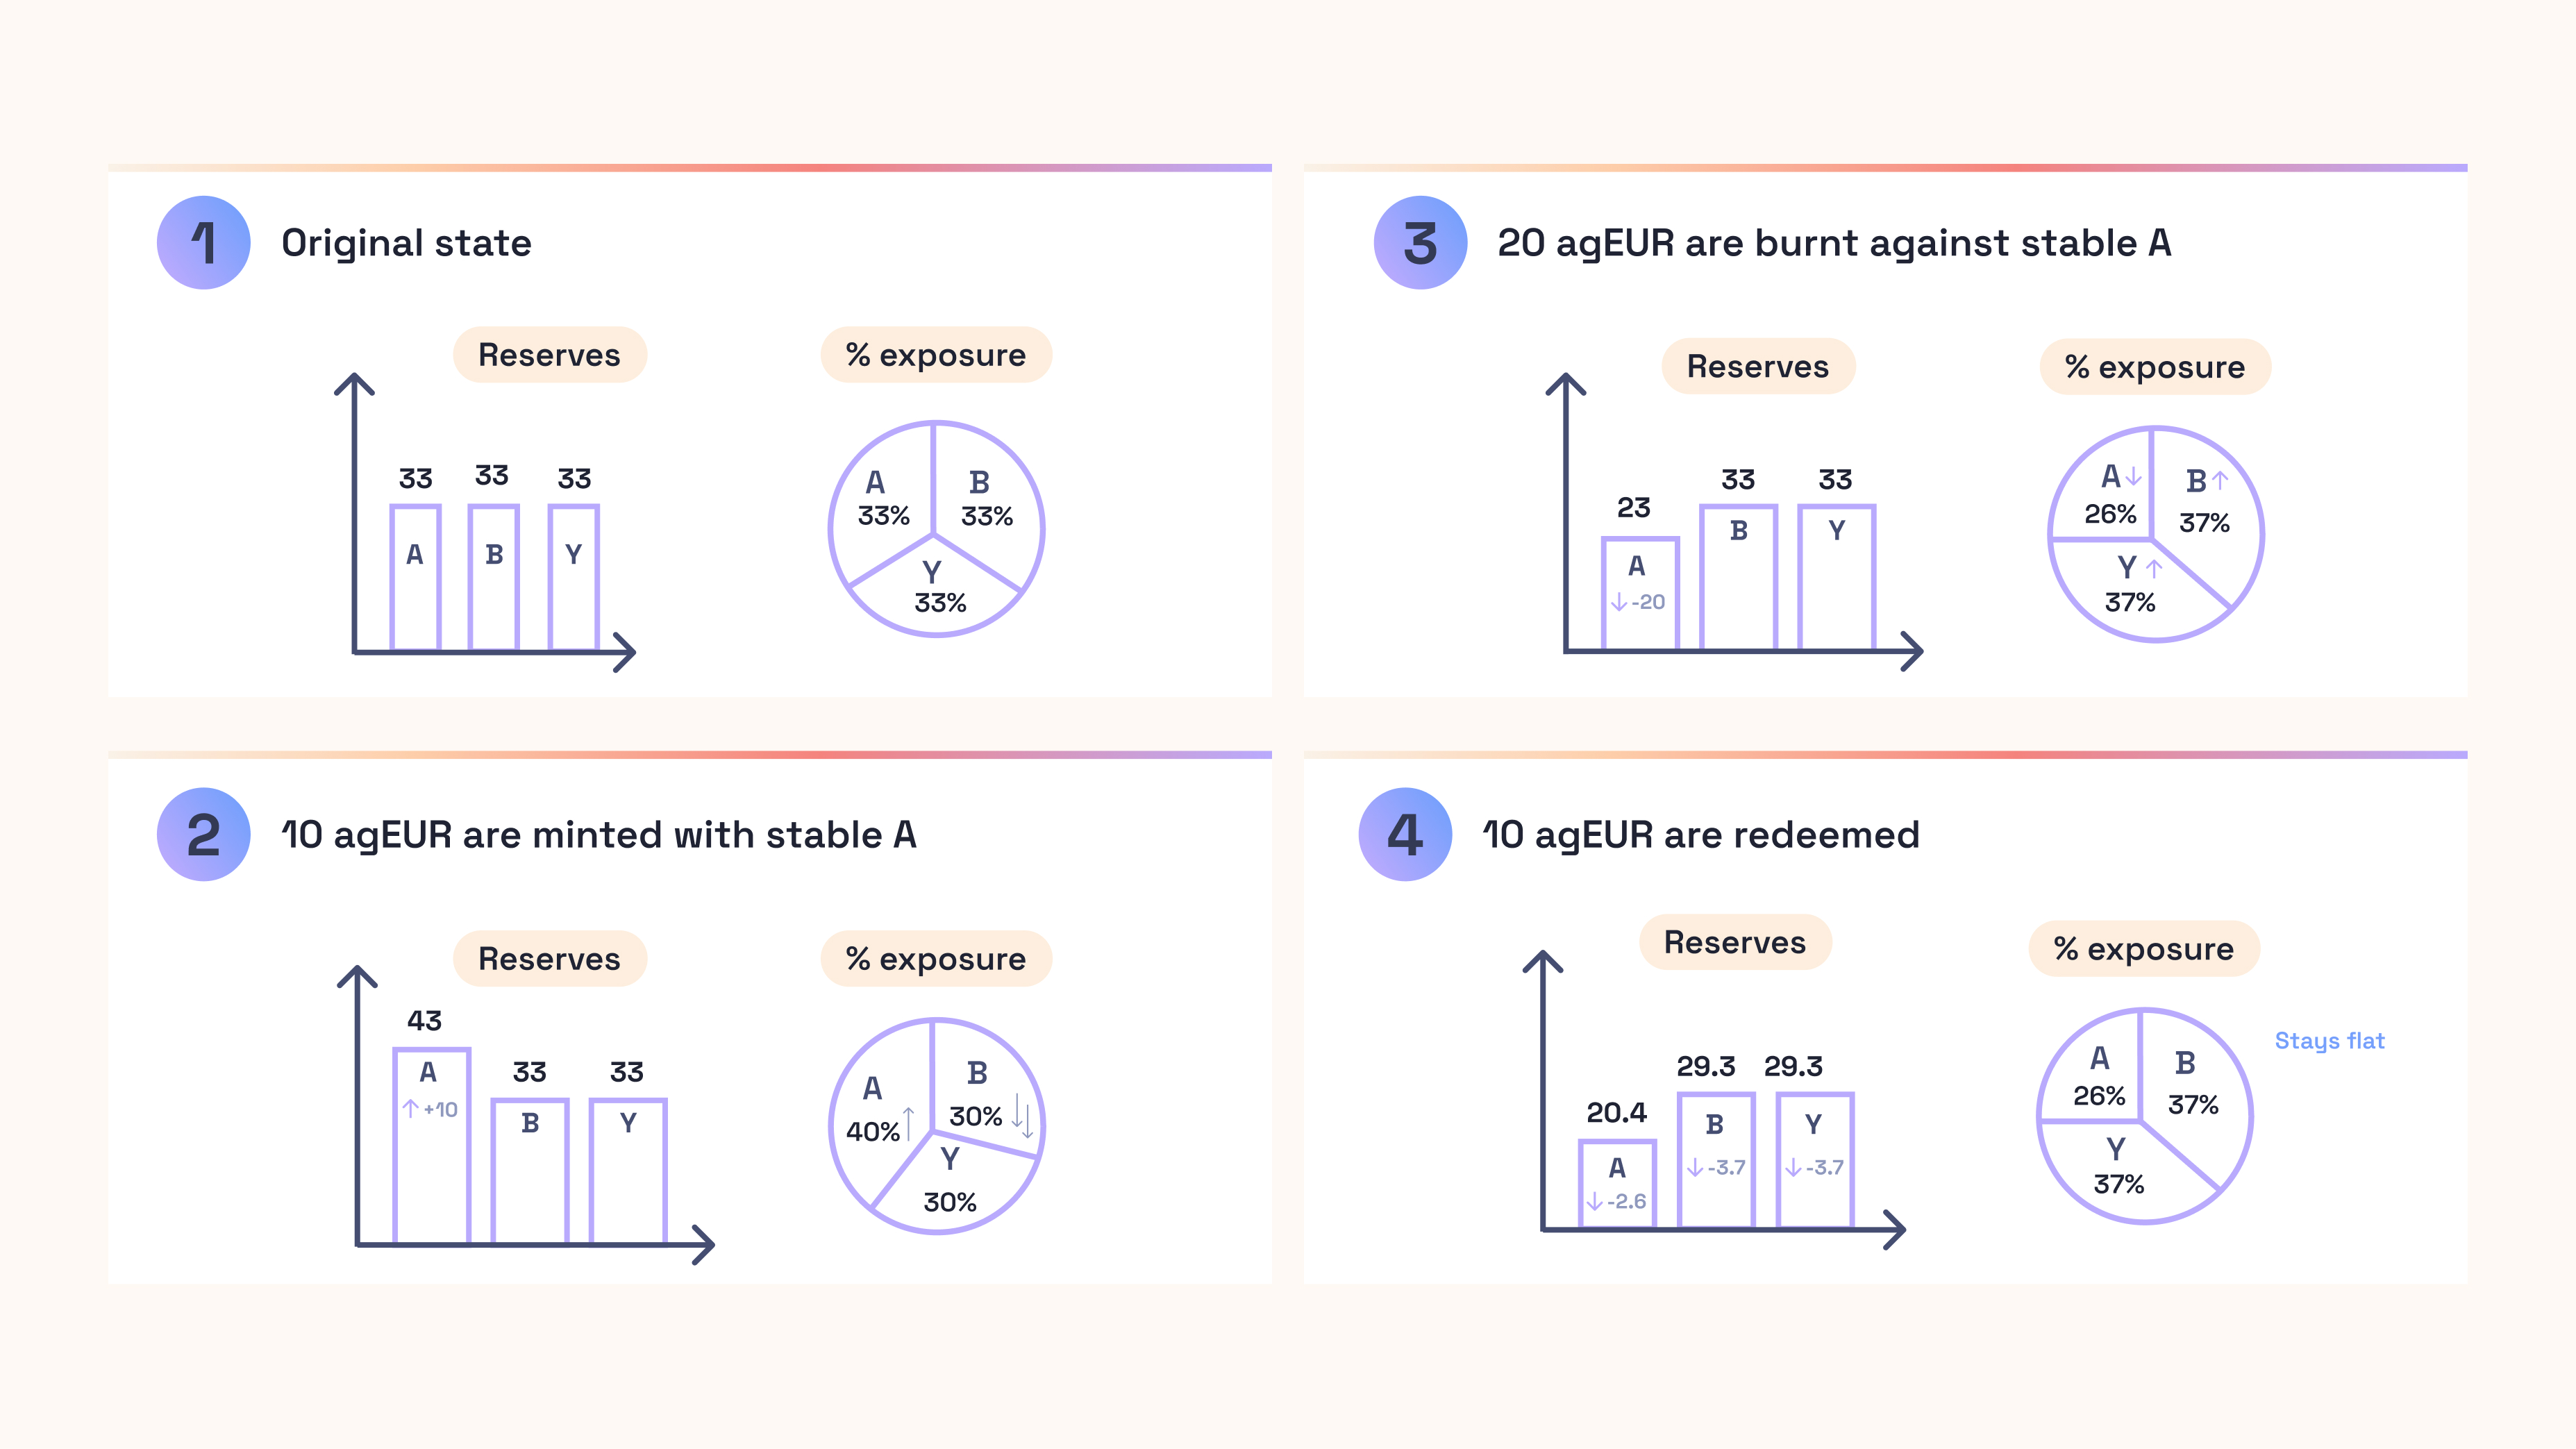 1 Original state
Reserves
% exposure
33 33 33
A B Y
A B
33% 33%
Y
33%
2 10 agEUR are minted with stable A
Reserves
% exposure
43
33 33
A
+10
B Y
A B
40% 30%
Y
30%
3 20 agEUR are burnt against stable A
Reserves
% exposure
23 33 33
A B Y
-20
A B
26% 37%
Y
37%
4 10 agEUR are redeemed
Reserves
% exposure
Stays flat
20.4 29.3 29.3
A B Y
-2.6 -3.7 -3.7
A B
26% 37%
Y
37%